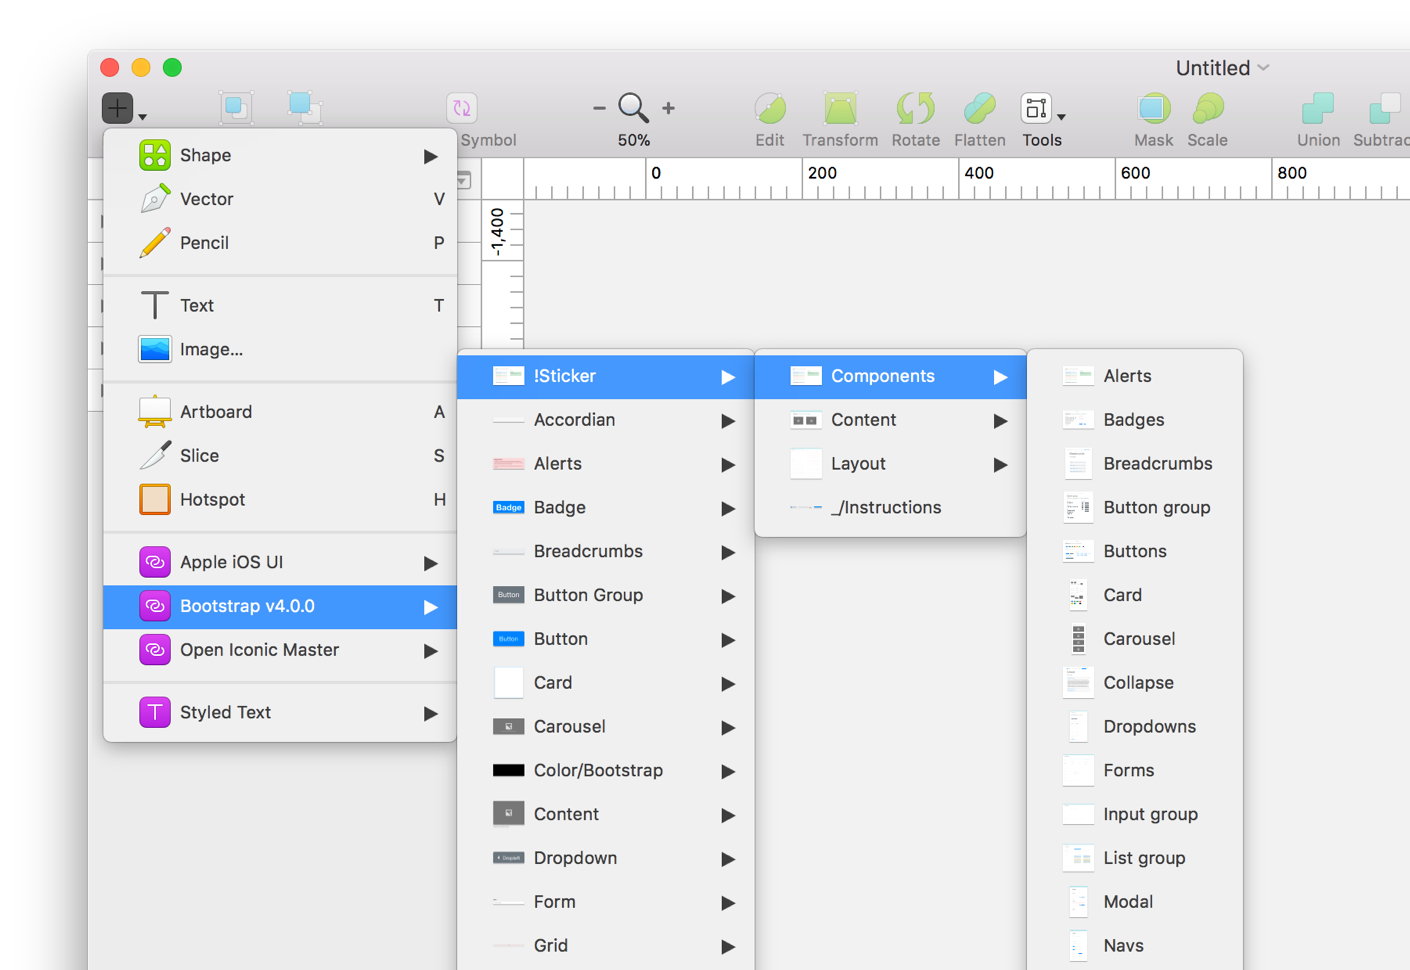 Untitled
Symbol
50%
Edit
Transform
Rotate
Flatten
Tools
Mask
Scale
Union
Subtrac
0
200
400
600
800
-1,400
Shape
Vector V
Pencil P
Text T
Image...
Artboard A
Slice S
Hotspot H
Apple iOS UI
Bootstrap v4.0.0
Open Iconic Master
Styled Text
!Sticker
Accordian
Alerts
Badge Badge
Breadcrumbs
Button Button Group
Button Button
Card
Carousel
Color/Bootstrap
Content
Dropdown
Form
Grid
Components
Content
Layout
_/Instructions
Alerts
Badges
Breadcrumbs
Button group
Buttons
Card
Carousel
Collapse
Dropdowns
Forms
Input group
List group
Modal
Navs